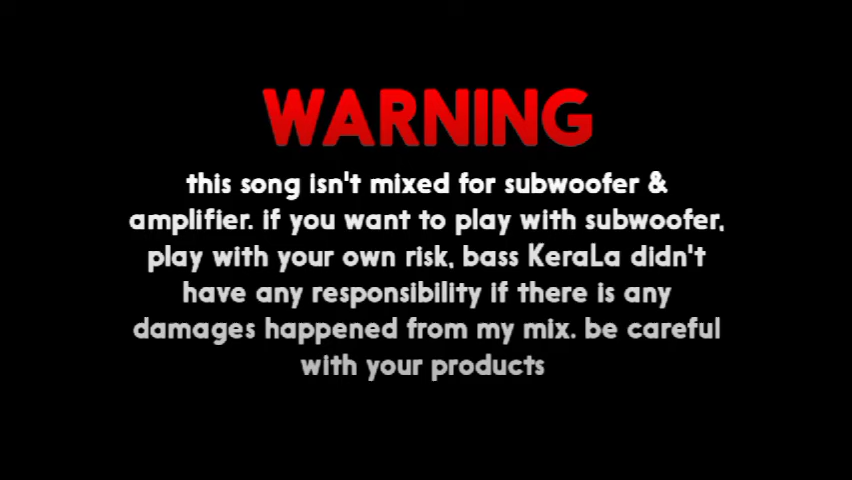 WARNING
this song isn't mixed for subwoofer &
amplifier. if you want to play with subwoofer,
play with your own risk, bass KeraLa didn't
have any responsibility if there is any
damages happened from my mix. be careful
with your products